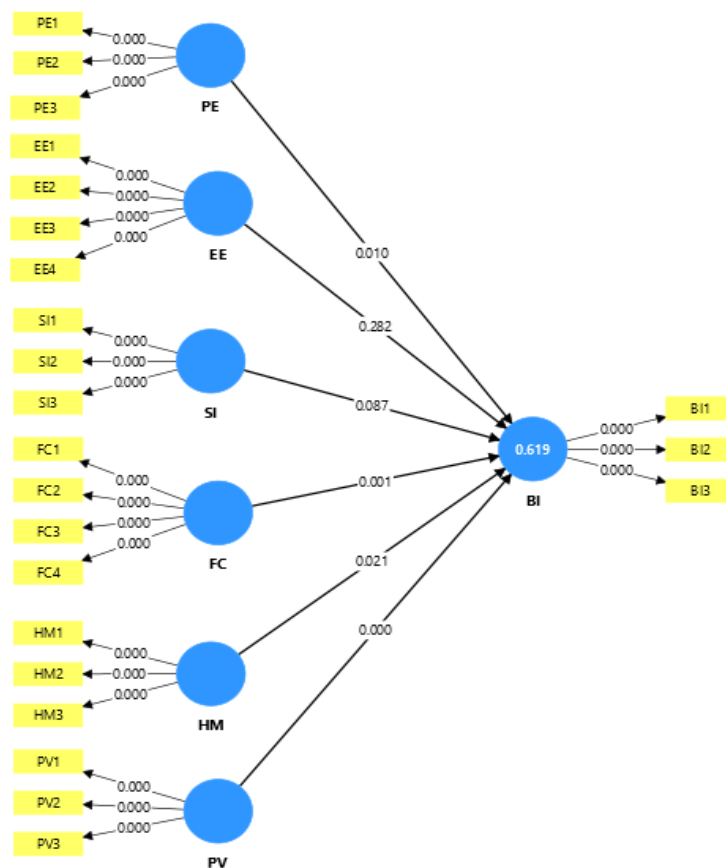 PE1
0.000
PE2
0.000
PE3
0.000
PE
EE1
0.000
EE2
0.000
EE3
0.000
EE4
0.000
EE
SI1
0.000
SI2
0.000
SI3
0.000
SI
FC1
0.000
FC2
0.000
FC3
0.000
FC4
0.000
FC
HM1
0.000
HM2
0.000
HM3
0.000
HM
PV1
0.000
PV2
0.000
PV3
0.000
PV
0.010
0.282
0.087
0.001
0.021
0.000
0.619
BI
0.000
BI1
0.000
BI2
0.000
BI3